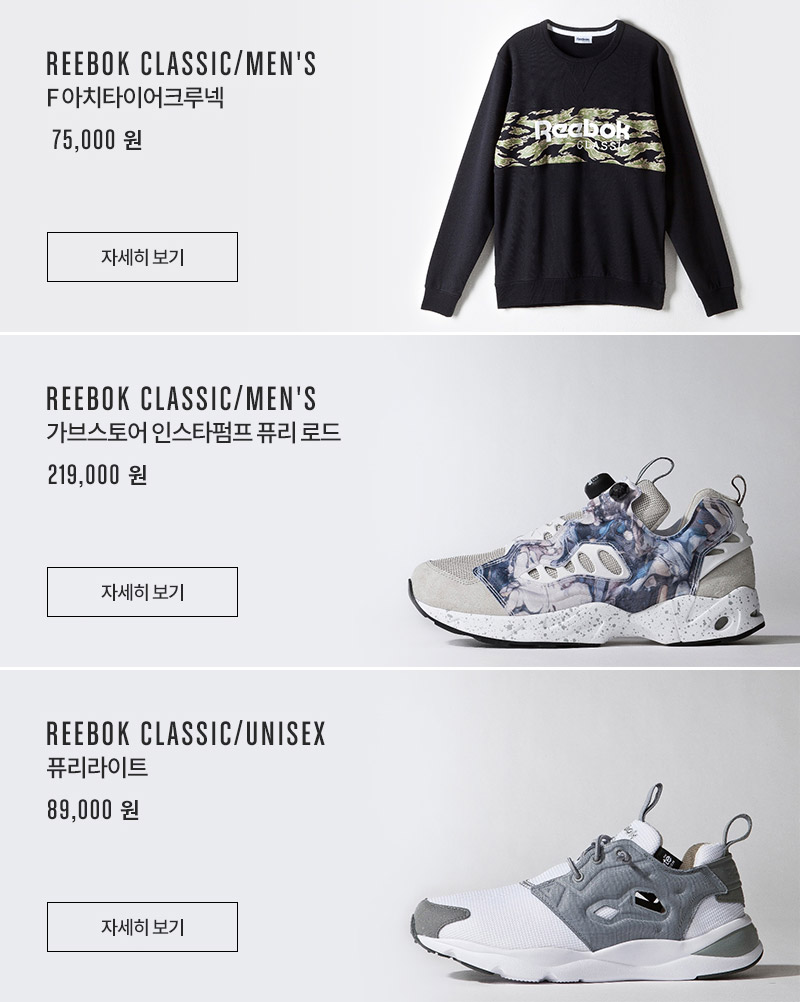 REEBOK CLASSIC/MEN'S
F아치타이어크루넥
75,000 원
자세히 보기
Reebok
CLASSIC
REEBOK CLASSIC/MEN'S
가브스토어 인스타펌프 퓨리 로드
219,000 원
자세히 보기
REEBOK CLASSIC/UNISEX
퓨리라이트
89,000 원
자세히 보기